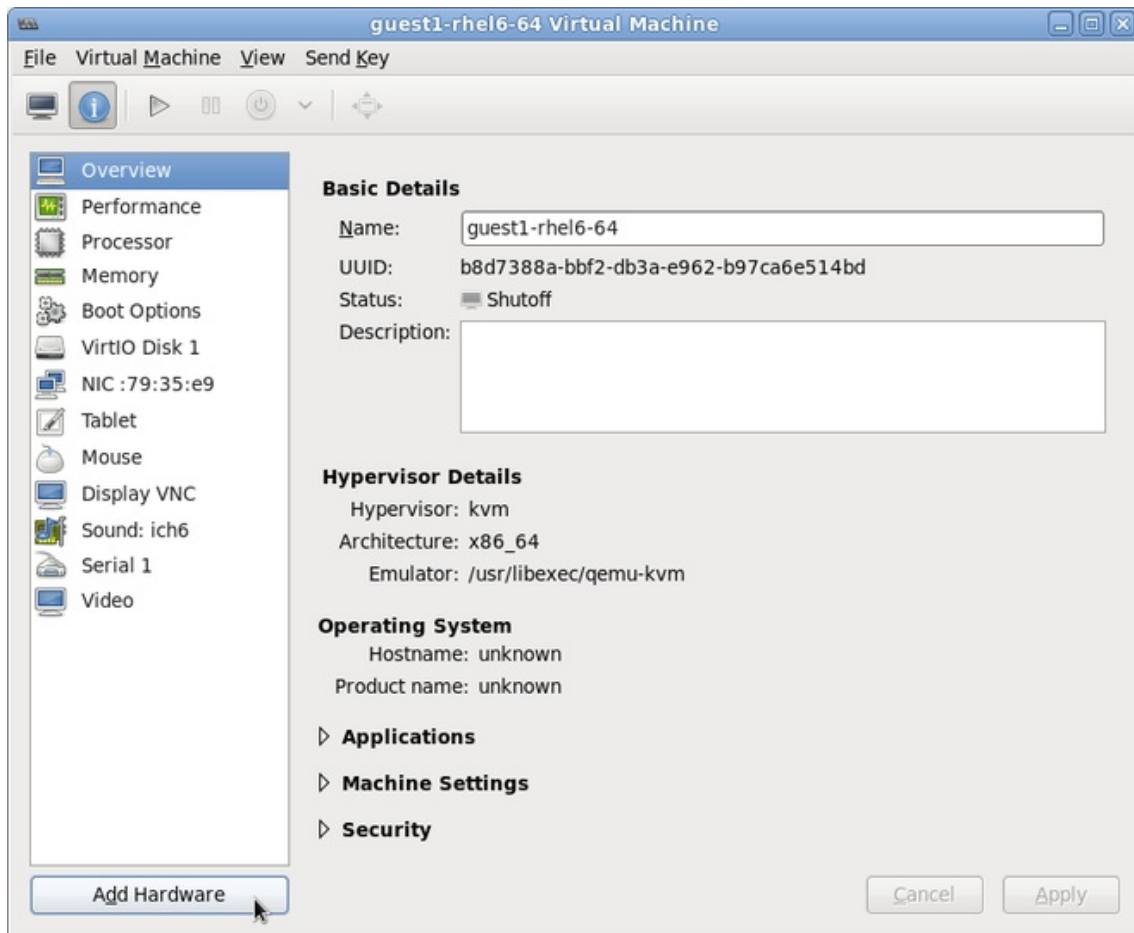 guest1-rhel6-64 Virtual Machine
File Virtual Machine View Send Key
Overview
Performance
Processor
Memory
Boot Options
VirtIO Disk 1
NIC :79:35:e9
Tablet
Mouse
Display VNC
Sound: ich6
Serial 1
Video
Add Hardware
Basic Details
Name: guest1-rhel6-64
UUID: b8d7388a-bbf2-db3a-e962-b97ca6e514bd
Status: Shutoff
Description:
Hypervisor Details
Hypervisor: kvm
Architecture: x86_64
Emulator: /usr/libexec/qemu-kvm
Operating System
Hostname: unknown
Product name: unknown
Applications
Machine Settings
Security
Cancel Apply